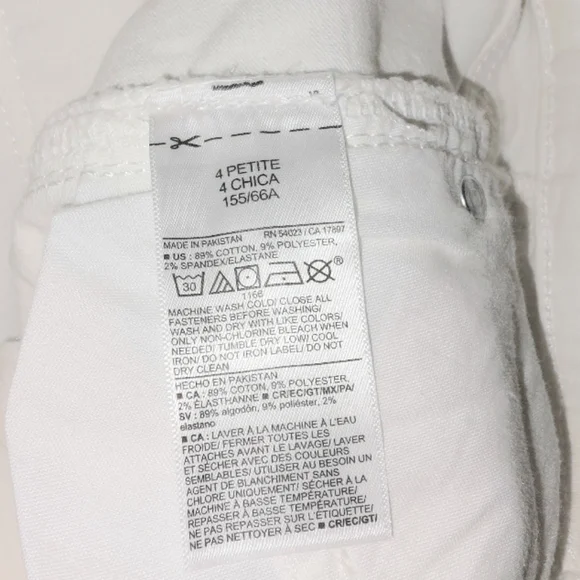 4 PETITE
4 CHICA
155/66A
MADE IN PAKISTAN RN 54023 / CA 17897
■ US : 89% COTTON, 9% POLYESTER,
2% SPANDEX/ELASTANE
30
®
1166
MACHINE WASH COLD/ CLOSE ALL
FASTENERS BEFORE WASHING/
WASH AND DRY WITH LIKE COLORS/
ONLY NON-CHLORINE BLEACH WHEN
NEEDED/ TUMBLE DRY LOW/ COOL
IRON/ DO NOT IRON LABEL/ DO NOT
DRY CLEAN
HECHO EN PAKISTAN
■ CA : 89% COTTON, 9% POLYESTER,
2% ÉLASTHANNE ■ CR/EC/GT/MX/PA/
SV : 89% algodón, 9% poliéster, 2%
elastano
■ CA : LAVER À LA MACHINE À L'EAU
FROIDE/ FERMER TOUTES LES
ATTACHES AVANT LE LAVAGE/ LAVER
ET SÉCHER AVEC DES COULEURS
SEMBLABLES/ UTILISER AU BESOIN UN
AGENT DE BLANCHIMENT SANS
CHLORE UNIQUEMENT/ SÉCHER À LA
MACHINE À BASSE TEMPÉRATURE/
REPASSER À BASSE TEMPÉRATURE/
NE PAS REPASSER SUR L'ÉTIQUETTE/
NE PAS NETTOYER À SEC ■ CR/EC/GT/